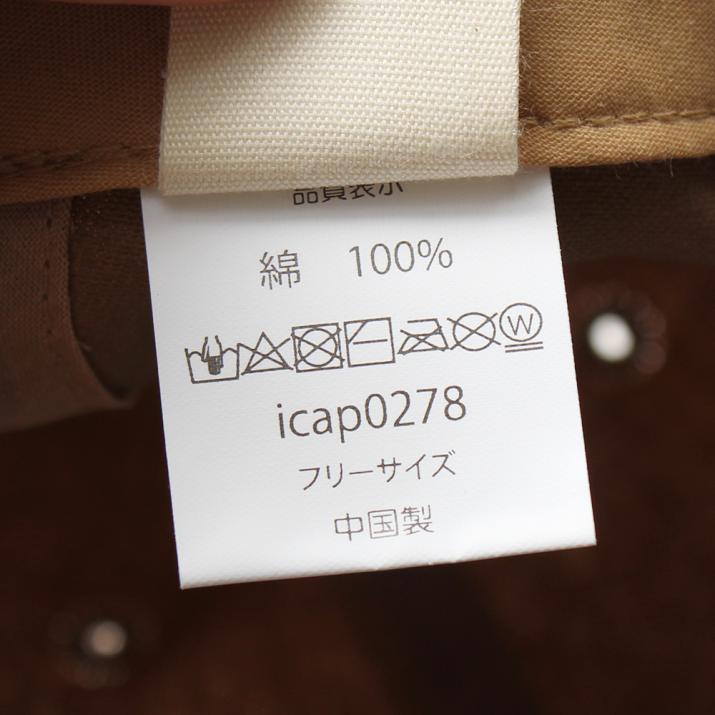 品質表示
綿 100%
W
icap0278
フリーサイズ
中国製